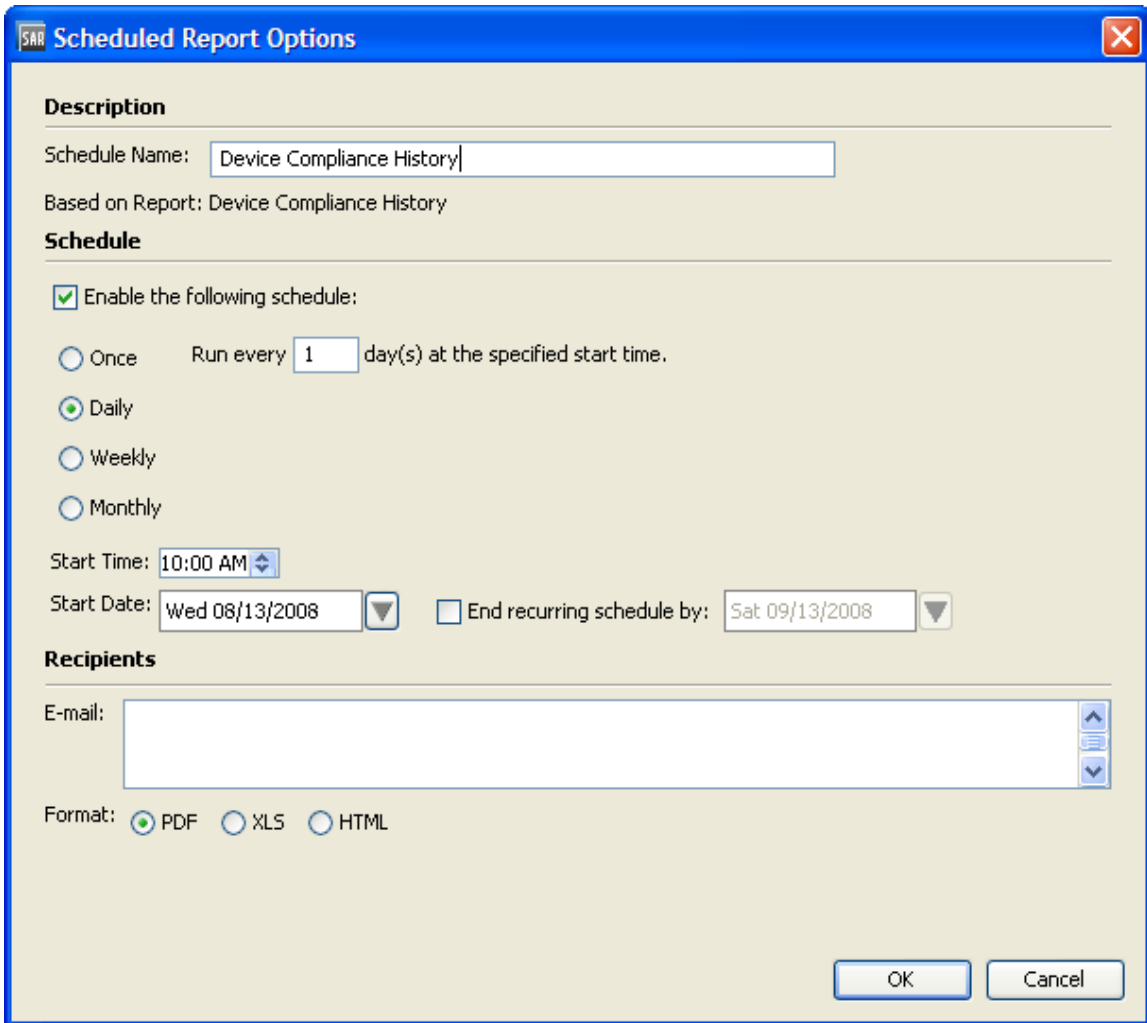 SAR Scheduled Report Options
Description
Schedule Name: Device Compliance History
Based on Report: Device Compliance History
Schedule
Enable the following schedule:
Once Run every 1 day(s) at the specified start time.
Daily
Weekly
Monthly
Start Time: 10:00 AM
Start Date: Wed 08/13/2008 End recurring schedule by: Sat 09/13/2008
Recipients
E-mail:
Format: PDF XLS HTML
OK Cancel